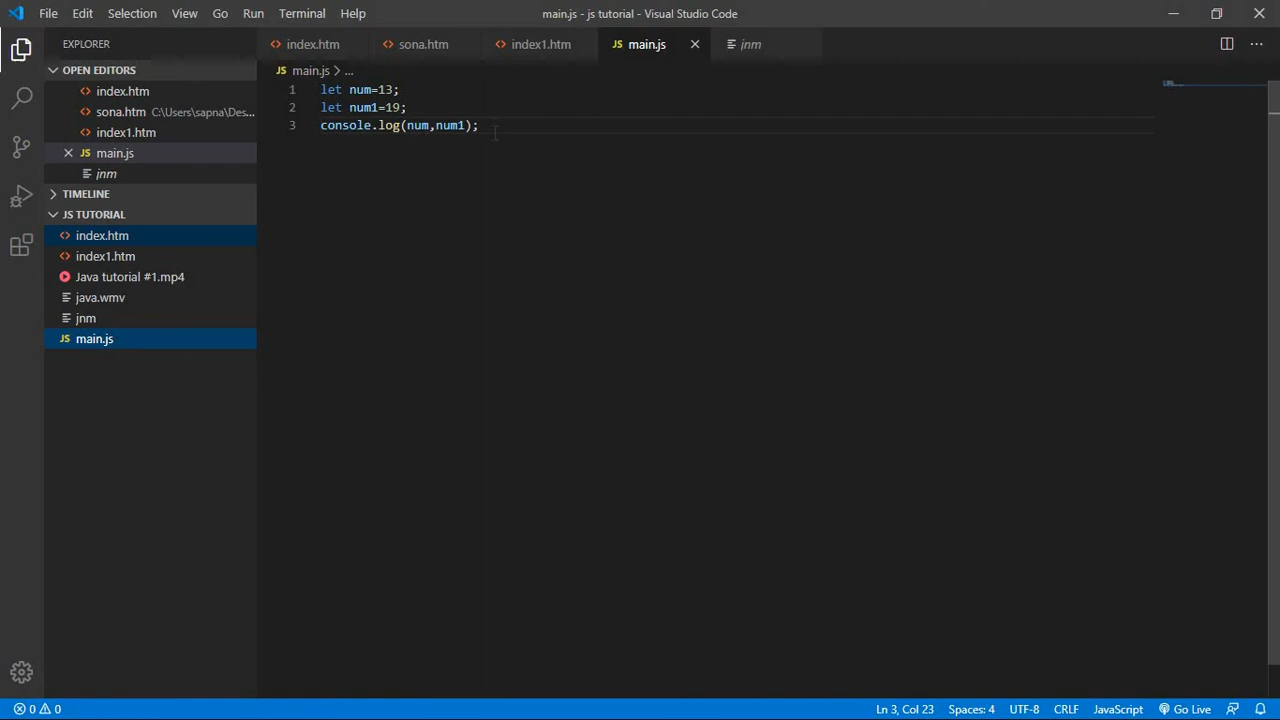 File Edit Selection View Go Run Terminal Help main.js - js tutorial - Visual Studio Code
EXPLORER
OPEN EDITORS
index.htm
sona.htm C:\Users\sapna\Des...
index1.htm
main.js
jnm
TIMELINE
JS TUTORIAL
index.htm
index1.htm
Java tutorial #1.mp4
java.wmv
jnm
JS main.js
index.htm sona.htm index1.htm JS main.js jnm
JS main.js > ...
1 let num=13;
2 let num1=19;
3 console.log(num,num1);
0 0 Ln 3, Col 23 Spaces: 4 UTF-8 CRLF JavaScript Go Live